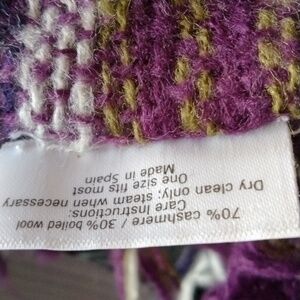 70% cashmere / 30% boiled wool
Care Instructions:
Dry clean only; steam when necessary
One size fits most
Made in Spain